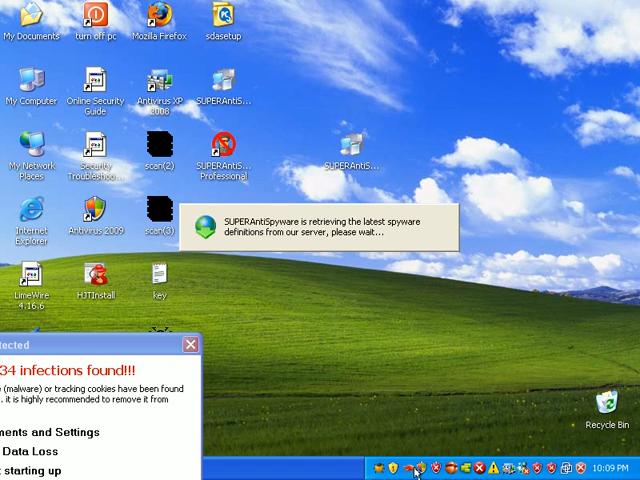 My Documents
turn off pc
Mozilla Firefox
sdasetup
My Computer
Online Security
Guide
Antivirus XP
2008
SUPERAntiS...
My Network
Places
Security
Troubleshoo...
scan(2)
SUPERAntiS...
Professional
SUPERAntiS...
Internet
Explorer
Antivirus 2009
scan(3)
SUPERAntiSpyware is retrieving the latest spyware
definitions from our server, please wait...
LimeWire
4.16.6
HJTInstall
key
tected
34 infections found!!!
e (malware) or tracking cookies have been found
. it is highly recommended to remove it from
ments and Settings
Data Loss
t starting up
Recycle Bin
10:09 PM